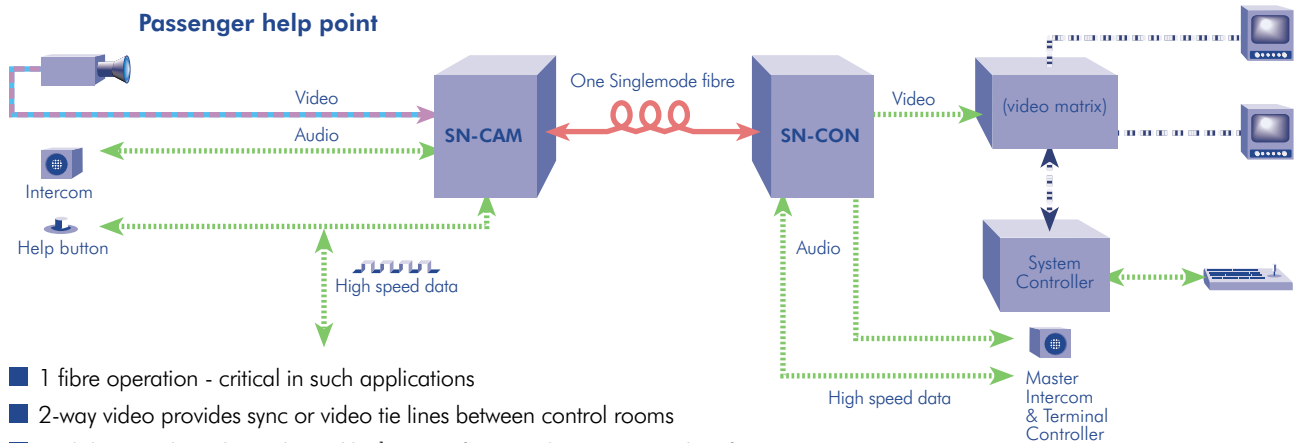 Passenger help point
One Singlemode fibre
Video
Video
(video matrix)
SN-CAM
SN-CON
Audio
Intercom
Help button
High speed data
Audio
System
Controller
High speed data
Master
Intercom
& Terminal
Controller
1 fibre operation - critical in such applications
2-way video provides sync or video tie lines between control rooms